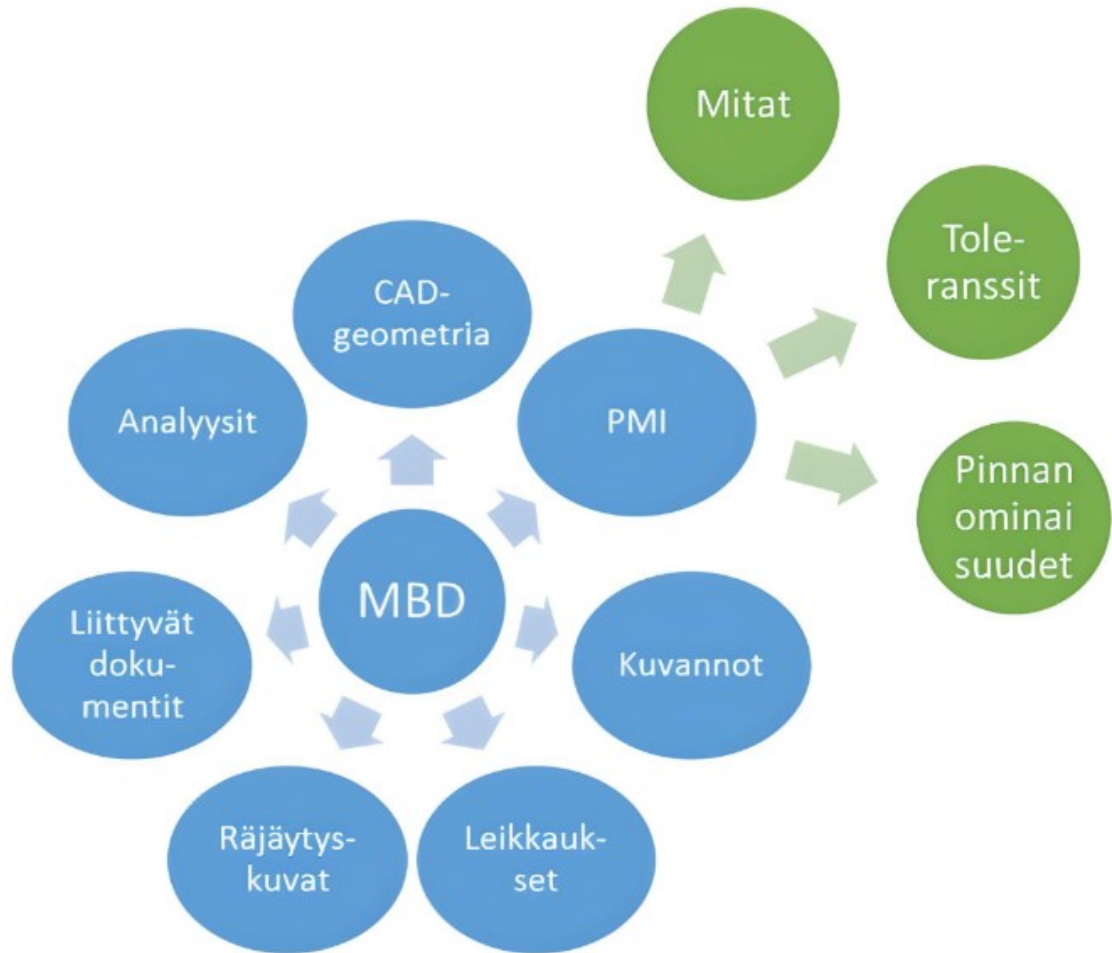 Mitat
Tole-
ranssit
CAD-
geometria
Analyysit
PMI
Pinnan
ominai
suudet
MBD
Liittyvät
doku-
mentit
Kuvannot
Räjäytys-
kuvat
Leikkauk-
set